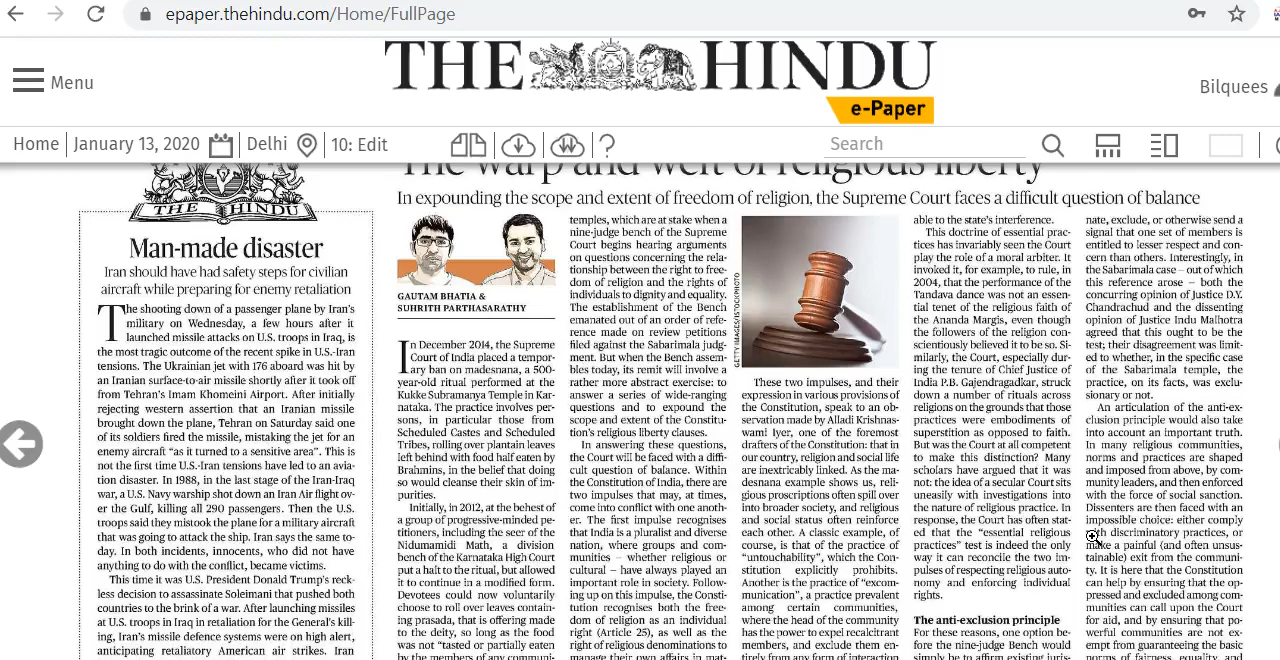 epaper.thehindu.com/Home/FullPage
THE HINDU
e-Paper
Menu
Bilquees
Home
January 13, 2020
Delhi
10: Edit
?
Search
The warp and weft of religious liberty
In expounding the scope and extent of freedom of religion, the Supreme Court faces a difficult question of balance
THE HINDU
Man-made disaster
Iran should have had safety steps for civilian
aircraft while preparing for enemy retaliation
The shooting down of a passenger plane by Iran's
military on Wednesday, a few hours after it
launched missile attacks on U.S. troops in Iraq, is
the most tragic outcome of the recent spike in U.S.-Iran
tensions. The Ukrainian jet with 176 aboard was hit by
an Iranian surface-to-air missile shortly after it took off
from Tehran's Imam Khomeini Airport. After initially
rejecting western assertion that an Iranian missile
brought down the plane, Tehran on Saturday said one
of its soldiers fired the missile, mistaking the jet for an
enemy aircraft “as it turned to a sensitive area”. This is
not the first time U.S.-Iran tensions have led to an avia-
tion disaster. In 1988, in the last stage of the Iran-Iraq
war, a U.S. Navy warship shot down an Iran Air flight ov-
er the Gulf, killing all 290 passengers. Then the U.S.
troops said they mistook the plane for a military aircraft
that was going to attack the ship. Iran says the same to-
day. In both incidents, innocents, who did not have
anything to do with the conflict, became victims.
This time it was U.S. President Donald Trump's reck-
less decision to assassinate Soleimani that pushed both
countries to the brink of a war. After launching missiles
at U.S. troops in Iraq in retaliation for the General's kill-
ing, Iran's missile defence systems were on high alert,
anticipating retaliatory American air strikes. Iran
GAUTAM BHATIA &
SUHRITH PARTHASARATHY
In December 2014, the Supreme
Court of India placed a tempor-
ary ban on madesnana, a 500-
year-old ritual performed at the
Kukke Subramanya Temple in Kar-
nataka. The practice involves per-
sons, in particular those from
Scheduled Castes and Scheduled
Tribes, rolling over plantain leaves
left behind with food half eaten by
Brahmins, in the belief that doing
so would cleanse their skin of im-
purities.
Initially, in 2012, at the behest of
a group of progressive-minded pe-
titioners, including the seer of the
Nidumamidi Math, a division
bench of the Karnataka High Court
put a halt to the ritual, but allowed
it to continue in a modified form.
Devotees could now voluntarily
choose to roll over leaves contain-
ing prasada, that is offering made
to the deity, so long as the food
was not “tasted or partially eaten
by the members of any communi-
temples, which are at stake when a
nine-judge bench of the Supreme
Court begins hearing arguments
on questions concerning the rela-
tionship between the right to free-
dom of religion and the rights of
individuals to dignity and equality.
The establishment of the Bench
emanated out of an order of refe-
rence made on review petitions
filed against the Sabarimala judg-
ment. But when the Bench assem-
bles today, its remit will involve a
rather more abstract exercise: to
answer a series of wide-ranging
questions and to expound the
scope and extent of the Constitu-
tion's religious liberty clauses.
In answering these questions,
the Court will be faced with a diffi-
cult question of balance. Within
the Constitution of India, there are
two impulses that may, at times,
come into conflict with one another.
The first impulse recognises
that India is a pluralist and diverse
nation, where groups and com-
munities – whether religious or
cultural – have always played an
important role in society. Follow-
ing up on this impulse, the Consti-
tution recognises both the free-
dom of religion as an individual
right (Article 25), as well as the
right of religious denominations to
manage their own affairs in mat-
GETTY IMAGES/ISTOCKPHOTO
These two impulses, and their
expression in various provisions of
the Constitution, speak to an ob-
servation made by Alladi Krishnas-
wami Iyer, one of the foremost
drafters of the Constitution: that in
our country, religion and social life
are inextricably linked. As the ma-
desnana example shows us, reli-
gious proscriptions often spill over
into broader society, and religious
and social status often reinforce
each other. A classic example, of
course, is that of the practice of
“untouchability”, which the Con-
stitution explicitly prohibits.
Another is the practice of “excom-
munication”, a practice prevalent
among certain communities,
where the head of the community
has the power to expel recalcitrant
members, and exclude them en-
tirely from any form of interaction
able to the state's interference.
This doctrine of essential prac-
tices has invariably seen the Court
play the role of a moral arbiter. It
invoked it, for example, to rule, in
2004, that the performance of the
Tandava dance was not an essen-
tial tenet of the religious faith of
the Ananda Margis, even though
the followers of the religion con-
scientiously believed it to be so. Si-
milarly, the Court, especially dur-
ing the tenure of Chief Justice of
India P.B. Gajendragadkar, struck
down a number of rituals across
religions on the grounds that those
practices were embodiments of
superstition as opposed to faith.
But was the Court at all competent
to make this distinction? Many
scholars have argued that it was
not: the idea of a secular Court sits
uneasily with investigations into
the nature of religious practice. In
response, the Court has often stat-
ed that the “essential religious
practices” test is indeed the only
way it can reconcile the two im-
pulses of respecting religious auto-
nomy and enforcing individual
rights.
The anti-exclusion principle
For these reasons, one option be-
fore the nine-judge Bench would
simply be to affirm existing juris-
nate, exclude, or otherwise send a
signal that one set of members is
entitled to lesser respect and con-
cern than others. Interestingly, in
the Sabarimala case – out of which
this reference arose – both the
concurring opinion of Justice D.Y.
Chandrachud and the dissenting
opinion of Justice Indu Malhotra
agreed that this ought to be the
test; their disagreement was limit-
ed to whether, in the specific case
of the Sabarimala temple, the
practice, on its facts, was exclu-
sionary or not.
An articulation of the anti-ex-
clusion principle would also take
into account an important truth.
In many religious communities,
norms and practices are shaped
and imposed from above, by com-
munity leaders, and then enforced
with the force of social sanction.
Dissenters are then faced with an
impossible choice: either comply
with discriminatory practices, or
make a painful (and often unsus-
tainable) exit from the communi-
ty. It is here that the Constitution
can help by ensuring that the op-
pressed and excluded among com-
munities can call upon the Court
for aid, and by ensuring that po-
werful communities are not ex-
empt from guaranteeing the basic
norms of fairness, equality, and